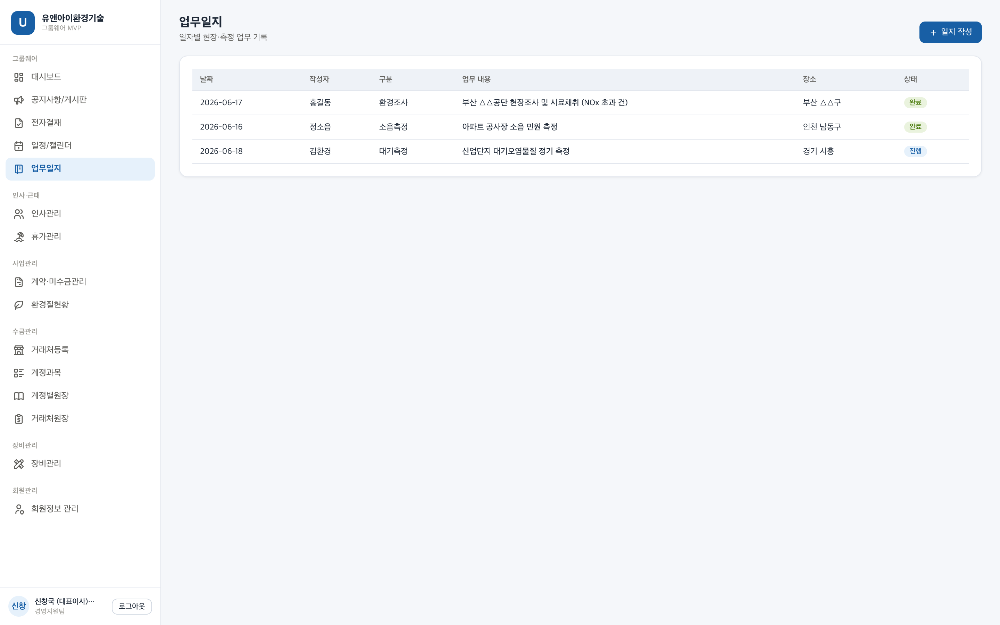 U
유앤아이환경기술
그룹웨어 MVP
그룹웨어
대시보드
공지사항/게시판
전자결재
일정/캘린더
업무일지
인사·근태
인사관리
휴가관리
사업관리
계약·미수금관리
환경질현황
수금관리
거래처등록
계정과목
계정별원장
거래처원장
장비관리
장비관리
회원관리
회원정보 관리
신창
신창국 (대표이사)…
경영지원팀
로그아웃
업무일지
일자별 현장·측정 업무 기록
+ 일지 작성
날짜 작성자 구분 업무 내용 장소 상태
2026-06-17 홍길동 환경조사 부산 △△공단 현장조사 및 시료채취 (NOx 초과 건) 부산 △△구 완료
2026-06-16 정소음 소음측정 아파트 공사장 소음 민원 측정 인천 남동구 완료
2026-06-18 김환경 대기측정 산업단지 대기오염물질 정기 측정 경기 시흥 진행